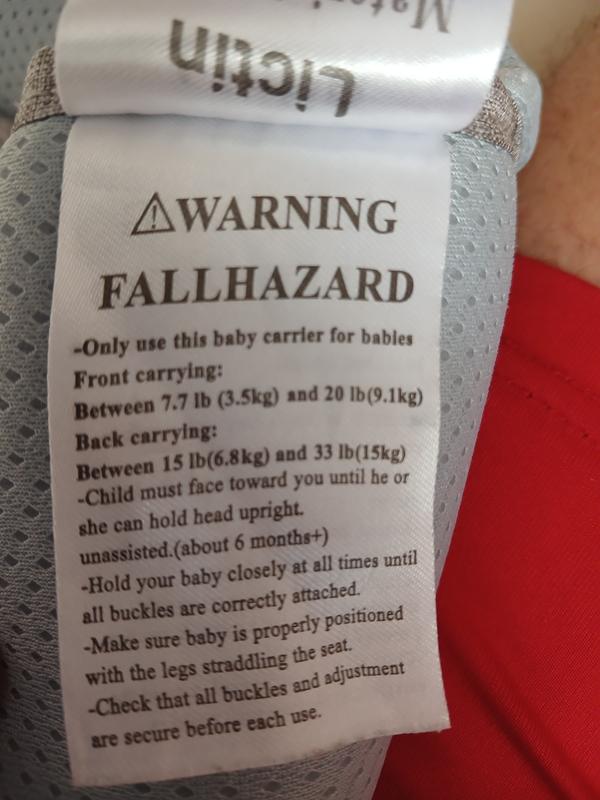 Lictin
⚠WARNING
FALLHAZARD
-Only use this baby carrier for babies
Front carrying:
Between 7.7 lb (3.5kg) and 20 lb(9.1kg)
Back carrying:
Between 15 lb(6.8kg) and 33 lb(15kg)
-Child must face toward you until he or
she can hold head upright.
unassisted.(about 6 months+)
-Hold your baby closely at all times until
all buckles are correctly attached.
-Make sure baby is properly positioned
with the legs straddling the seat.
-Check that all buckles and adjustment
are secure before each use.